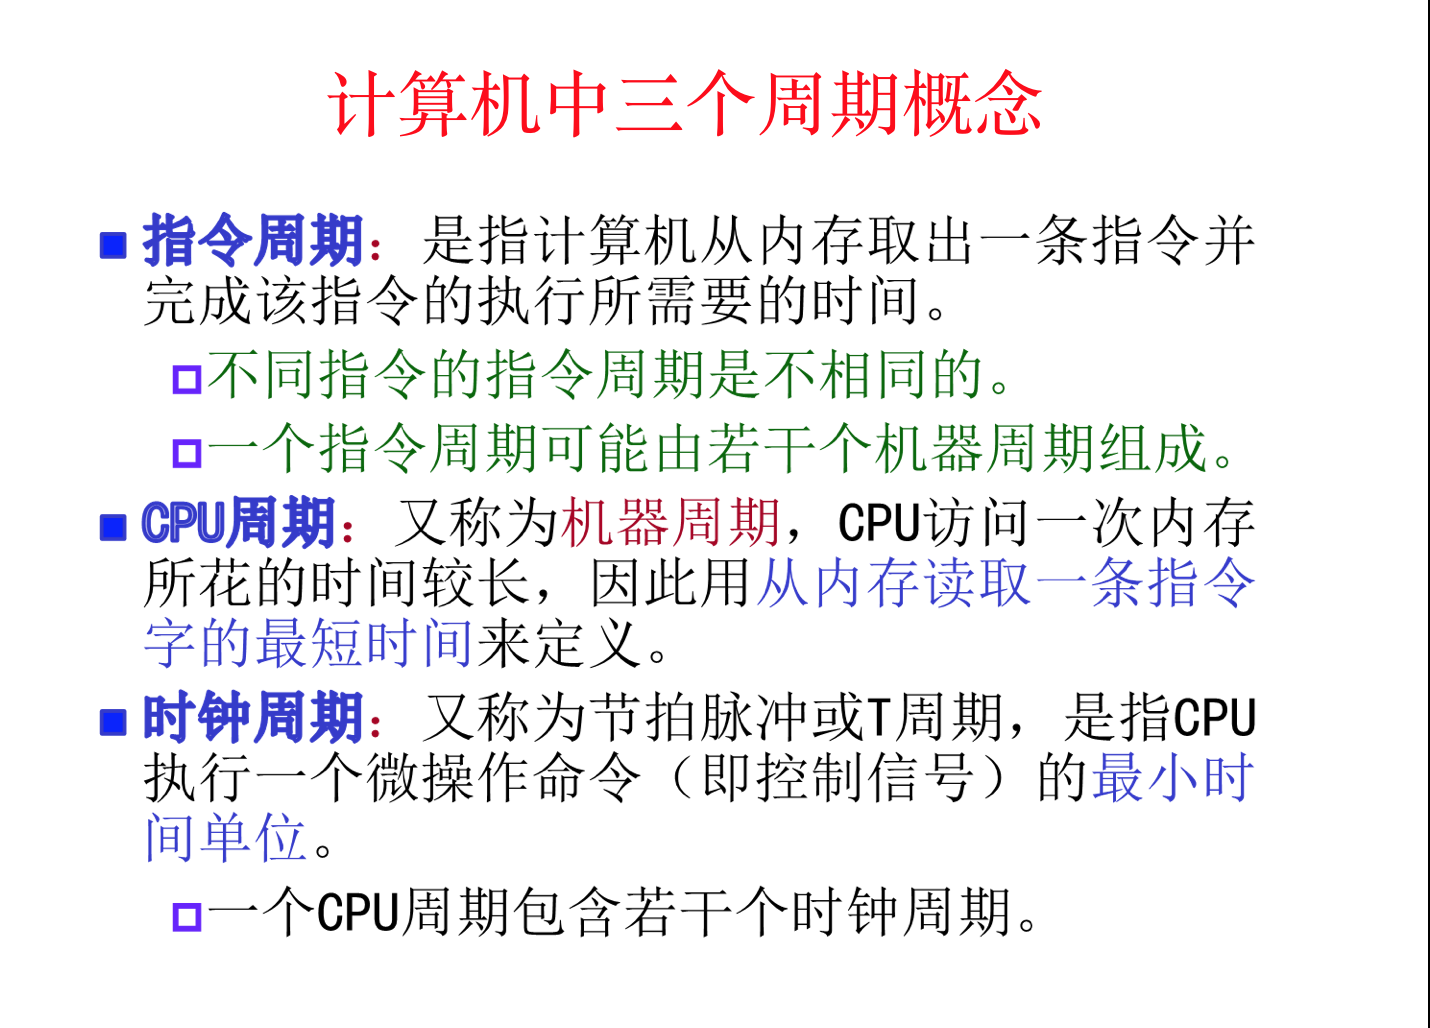 计算机中三个周期概念
指令周期：是指计算机从内存取出一条指令并
完成该指令的执行所需要的时间。
不同指令的指令周期是不相同的。
一个指令周期可能由若干个机器周期组成。
CPU周期：又称为机器周期，CPU访问一次内存
所花的时间较长，因此用从内存读取一条指令
字的最短时间来定义。
时钟周期：又称为节拍脉冲或T周期，是指CPU
执行一个微操作命令（即控制信号）的最小时
间单位。
一个CPU周期包含若干个时钟周期。